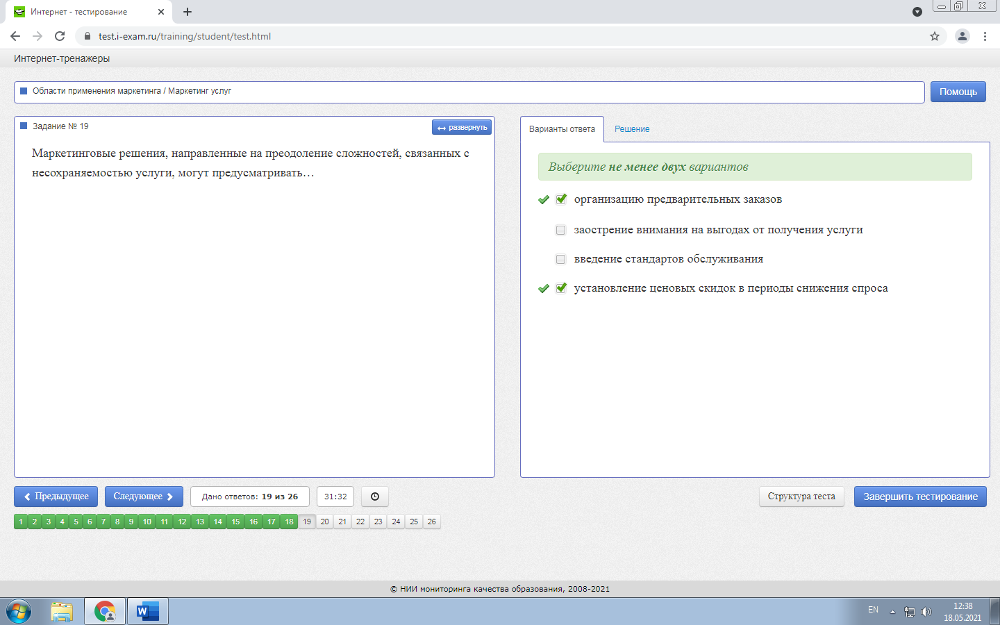 Интернет - тестирование
test.i-exam.ru/training/student/test.html
Интернет-тренажеры
Области применения маркетинга / Маркетинг услуг
Помощь
Задание № 19
развернуть
Маркетинговые решения, направленные на преодоление сложностей, связанных с
несохраняемостью услуги, могут предусматривать…
Варианты ответа
Решение
Выберите не менее двух вариантов
организацию предварительных заказов
заострение внимания на выгодах от получения услуги
введение стандартов обслуживания
установление ценовых скидок в периоды снижения спроса
Предыдущее
Следующее
Дано ответов: 19 из 26
31:32
Структура теста
Завершить тестирование
1 2 3 4 5 6 7 8 9 10 11 12 13 14 15 16 17 18 19 20 21 22 23 24 25 26
© НИИ мониторинга качества образования, 2008-2021
EN
12:38
18.05.2021